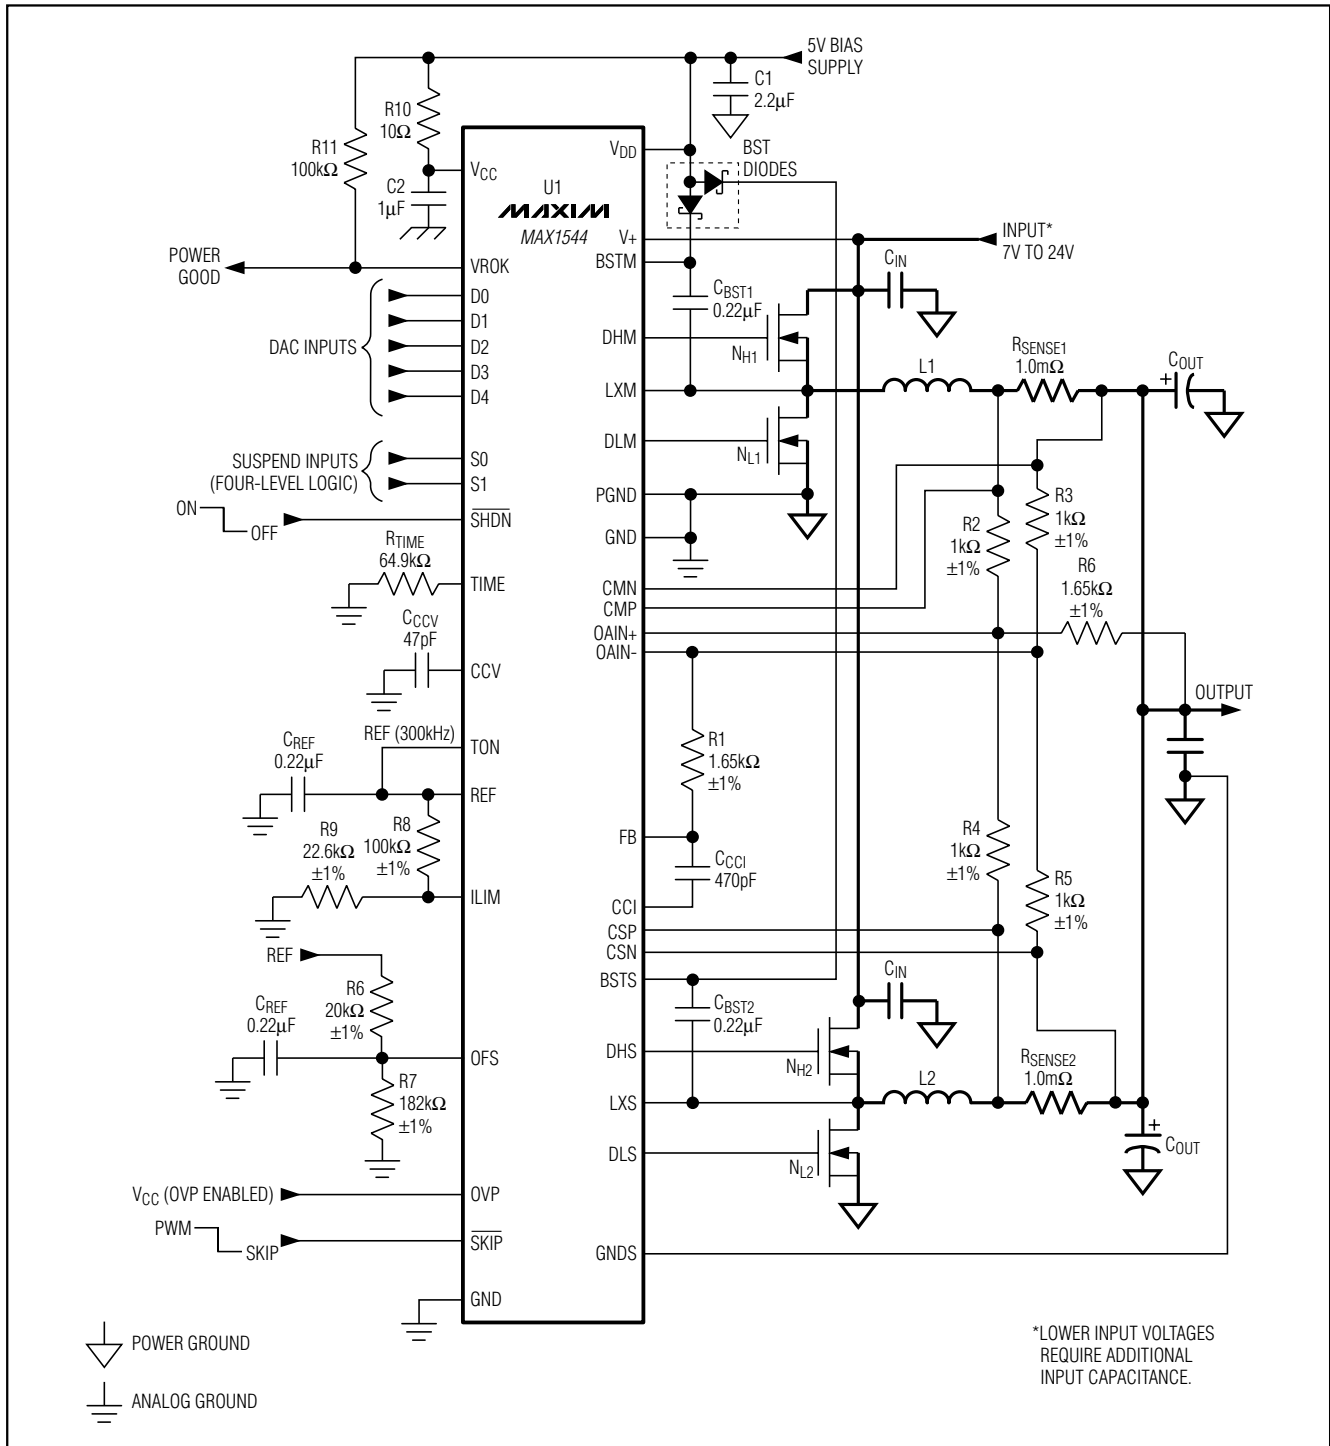 5V BIAS
SUPPLY
C1
2.2μF
R10
10Ω
R11
100kΩ
C2
1μF
VCC
VDD
BST
DIODES
U1
MAXIM
MAX1544
V+
BSTM
INPUT*
7V TO 24V
CIN
POWER
GOOD
VROK
D0
D1
D2
D3
D4
DAC INPUTS
CBST1
0.22μF
DHM
NH1
LXM
L1
RSENSE1
1.0mΩ
COUT
DLM
NL1
SUSPEND INPUTS
(FOUR-LEVEL LOGIC)
S0
S1
ON
OFF
SHDN
PGND
GND
R2
1kΩ
±1%
R3
1kΩ
±1%
R6
1.65kΩ
±1%
RTIME
64.9kΩ
TIME
CMN
CMP
OAIN+
OAIN-
CCCV
47pF
CCV
OUTPUT
REF (300kHz)
TON
CREF
0.22μF
REF
R1
1.65kΩ
±1%
R9
22.6kΩ
±1%
R8
100kΩ
±1%
ILIM
FB
CCCI
470pF
CCI
R4
1kΩ
±1%
R5
1kΩ
±1%
CSP
CSN
REF
BSTS
CIN
R6
20kΩ
±1%
CREF
0.22μF
OFS
CBST2
0.22μF
DHS
NH2
R7
182kΩ
±1%
LXS
L2
RSENSE2
1.0mΩ
DLS
NL2
COUT
VCC (OVP ENABLED)
OVP
PWM
SKIP
SKIP
GNDS
GND
POWER GROUND
ANALOG GROUND
*LOWER INPUT VOLTAGES
REQUIRE ADDITIONAL
INPUT CAPACITANCE.